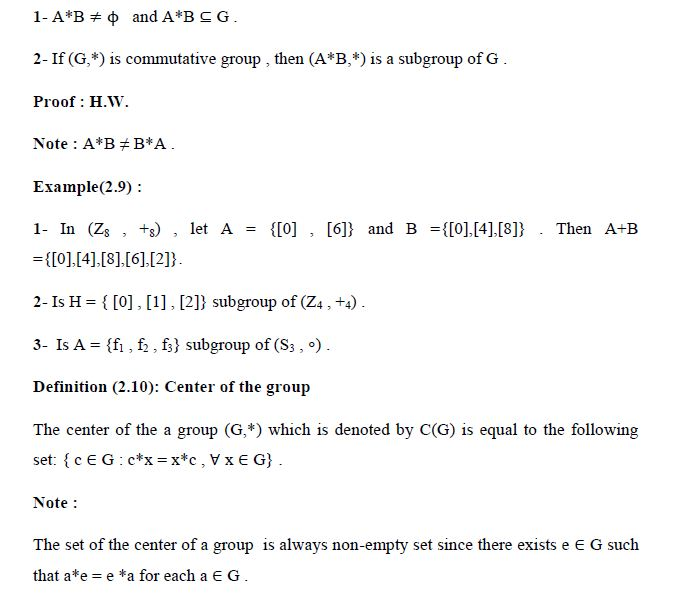 1- A*B ≠ ϕ and A*B ⊆ G .
2- If (G,*) is commutative group , then (A*B,*) is a subgroup of G .
Proof : H.W.
Note : A*B ≠ B*A .
Example(2.9) :
1- In (Z₈ , +₈) , let A = {[0] , [6]} and B ={[0],[4],[8]} . Then A+B
={[0],[4],[8],[6],[2]}.
2- Is H = { [0] , [1] , [2]} subgroup of (Z₄ , +₄) .
3- Is A = {f₁ , f₂ , f₃} subgroup of (S₃ , ∘) .
Definition (2.10): Center of the group
The center of the a group (G,*) which is denoted by C(G) is equal to the following
set: { c ∈ G : c*x = x*c , ∀ x ∈ G} .
Note :
The set of the center of a group is always non-empty set since there exists e ∈ G such
that a*e = e *a for each a ∈ G .